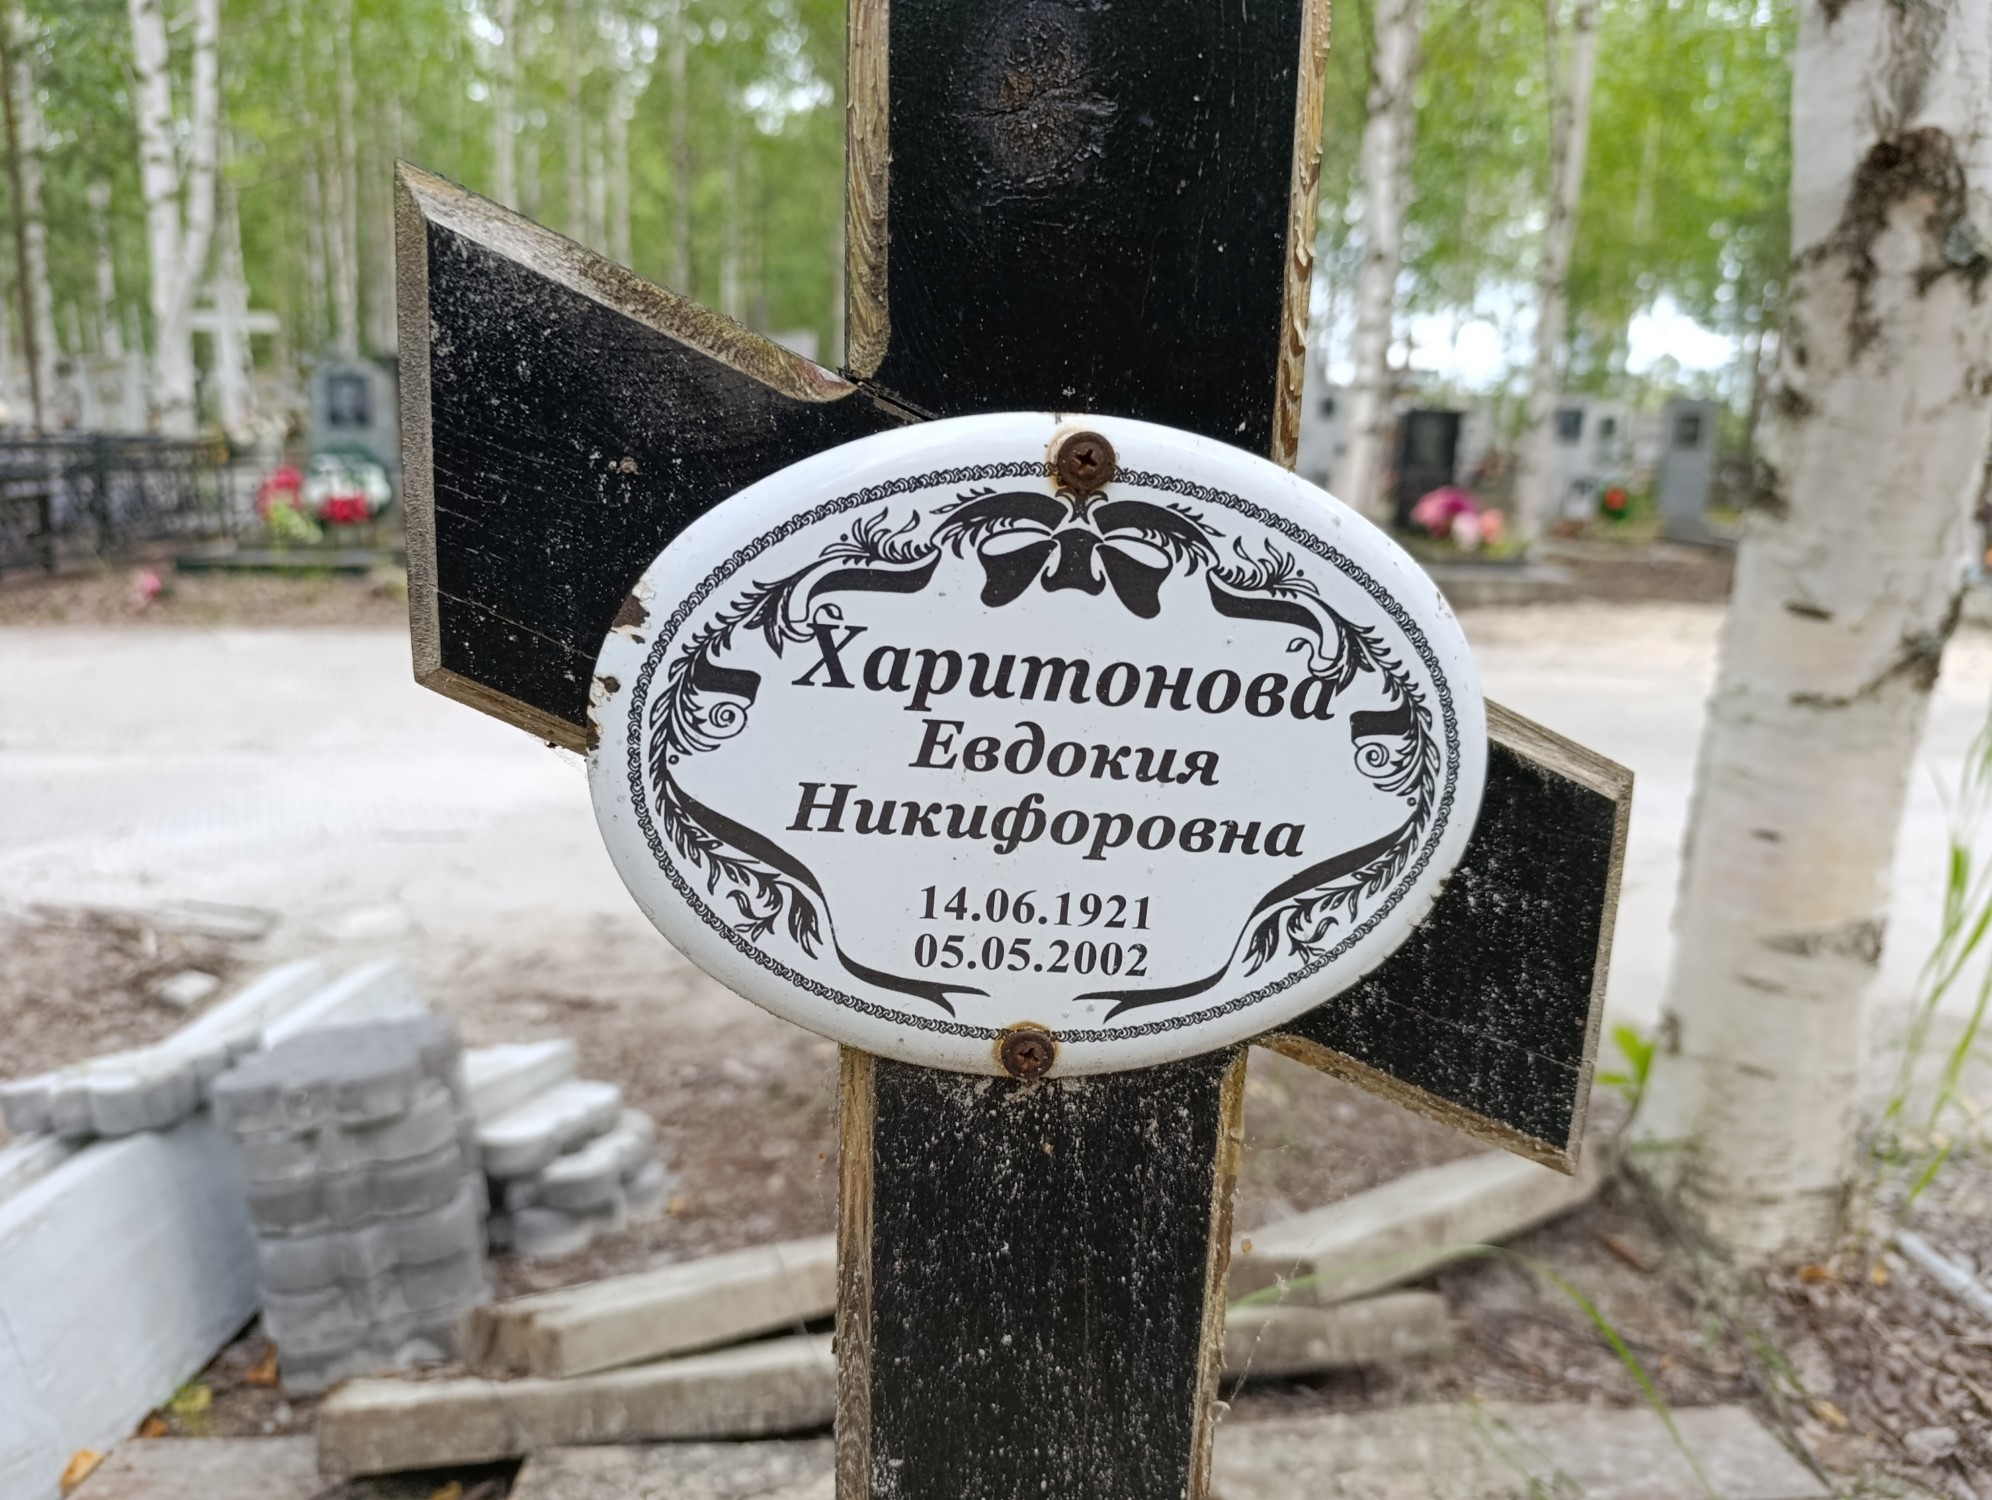 Харитонова
Евдокия
Никифоровна
14.06.1921
05.05.2002